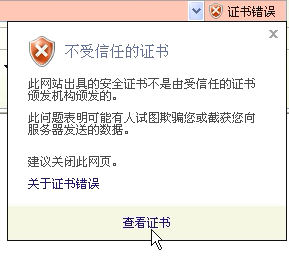 证书错误
不受信任的证书
此网站出具的安全证书不是由受信任的证书
颁发机构颁发的。
此问题表明可能有人试图欺骗您或截获您向
服务器发送的数据。
建议关闭此网页。
关于证书错误
查看证书